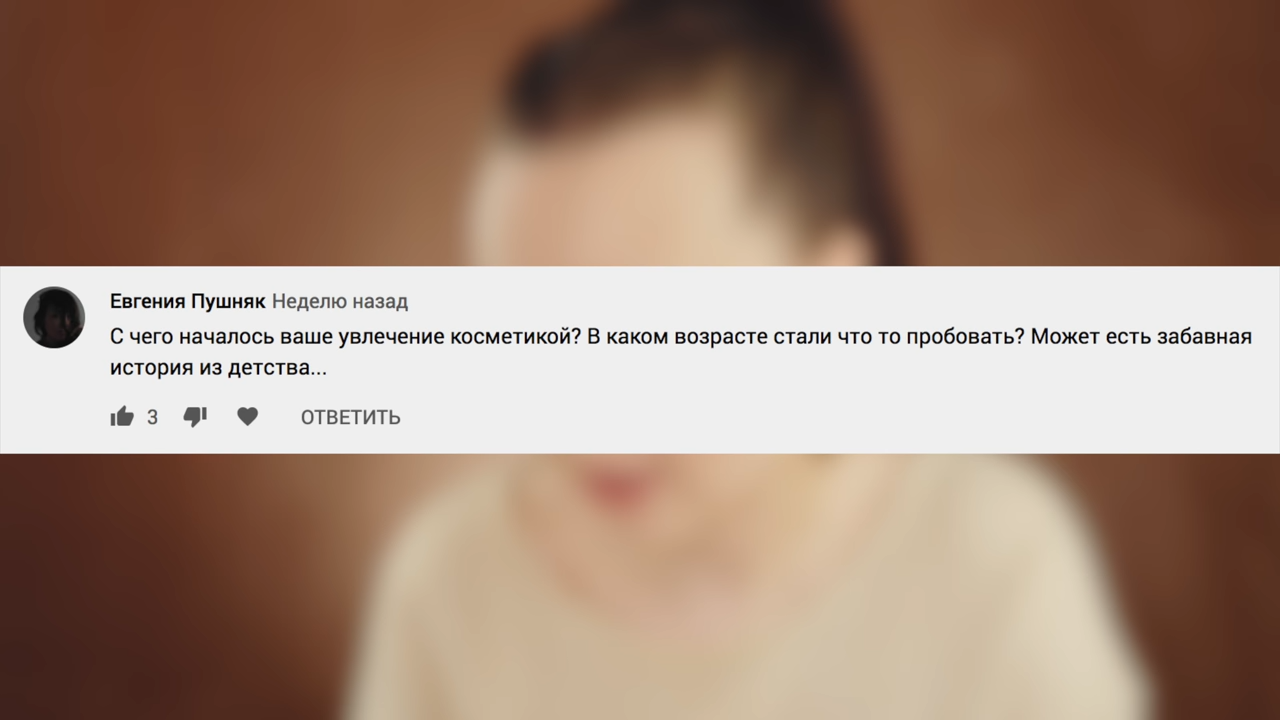 Евгения Пушняк Неделю назад
С чего началось ваше увлечение косметикой? В каком возрасте стали что то пробовать? Может есть забавная
история из детства...
3 ОТВЕТИТЬ